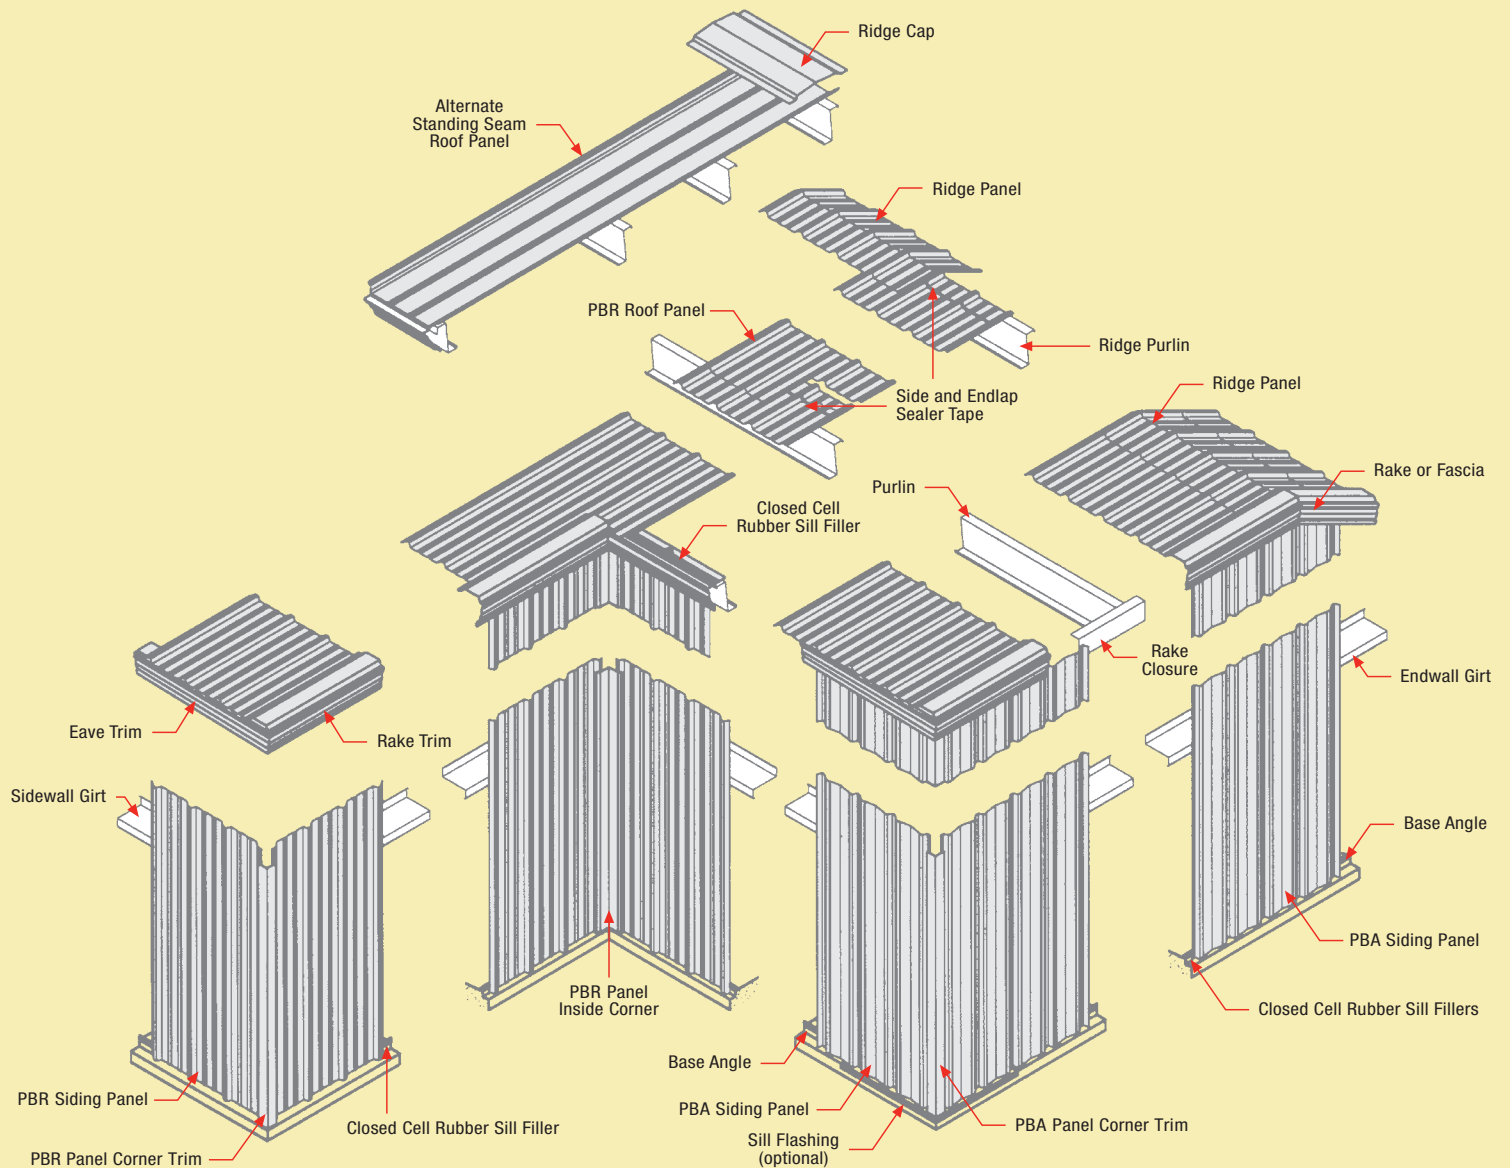 Ridge Cap
Alternate
Standing Seam
Roof Panel
Ridge Panel
PBR Roof Panel
Ridge Purlin
Side and Endlap
Sealer Tape
Ridge Panel
Rake or Fascia
Purlin
Closed Cell
Rubber Sill Filler
Rake
Closure
Endwall Girt
Eave Trim
Rake Trim
Sidewall Girt
Base Angle
PBA Siding Panel
PBR Panel
Inside Corner
Closed Cell Rubber Sill Fillers
Base Angle
PBR Siding Panel
PBA Siding Panel
Closed Cell Rubber Sill Filler
PBA Panel Corner Trim
Sill Flashing
(optional)
PBR Panel Corner Trim